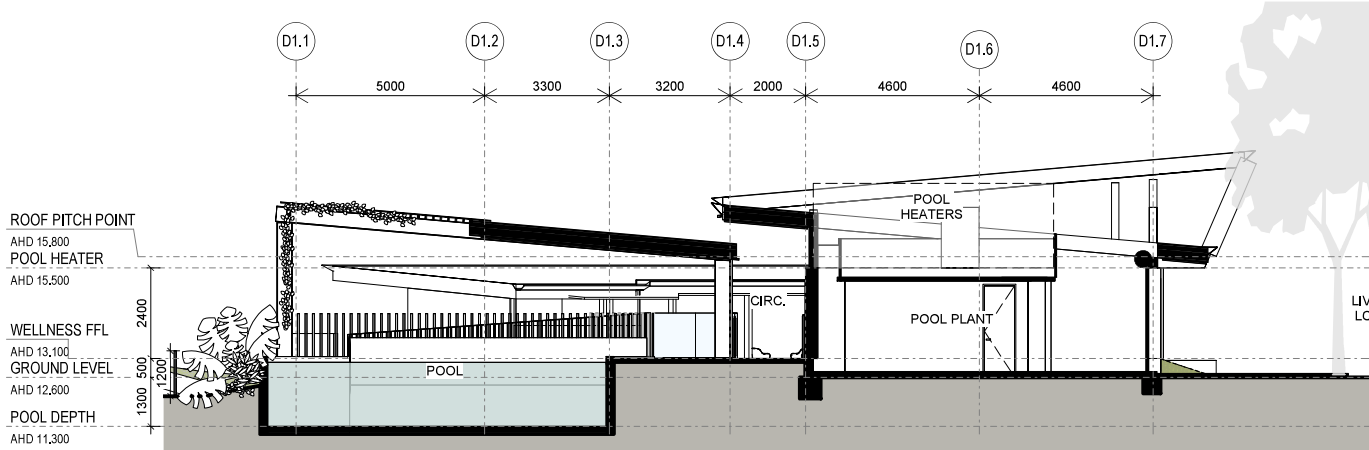 D1.1
D1.2
D1.3
D1.4
D1.5
D1.6
D1.7
5000
3300
3200
2000
4600
4600
ROOF PITCH POINT
AHD 15,800
POOL HEATER
AHD 15,500
WELLNESS FFL
AHD 13,100
GROUND LEVEL
AHD 12,600
POOL DEPTH
AHD 11,300
2400
500
1300
1200
POOL
HEATERS
CIRC.
POOL PLANT
POOL
LIV
LO